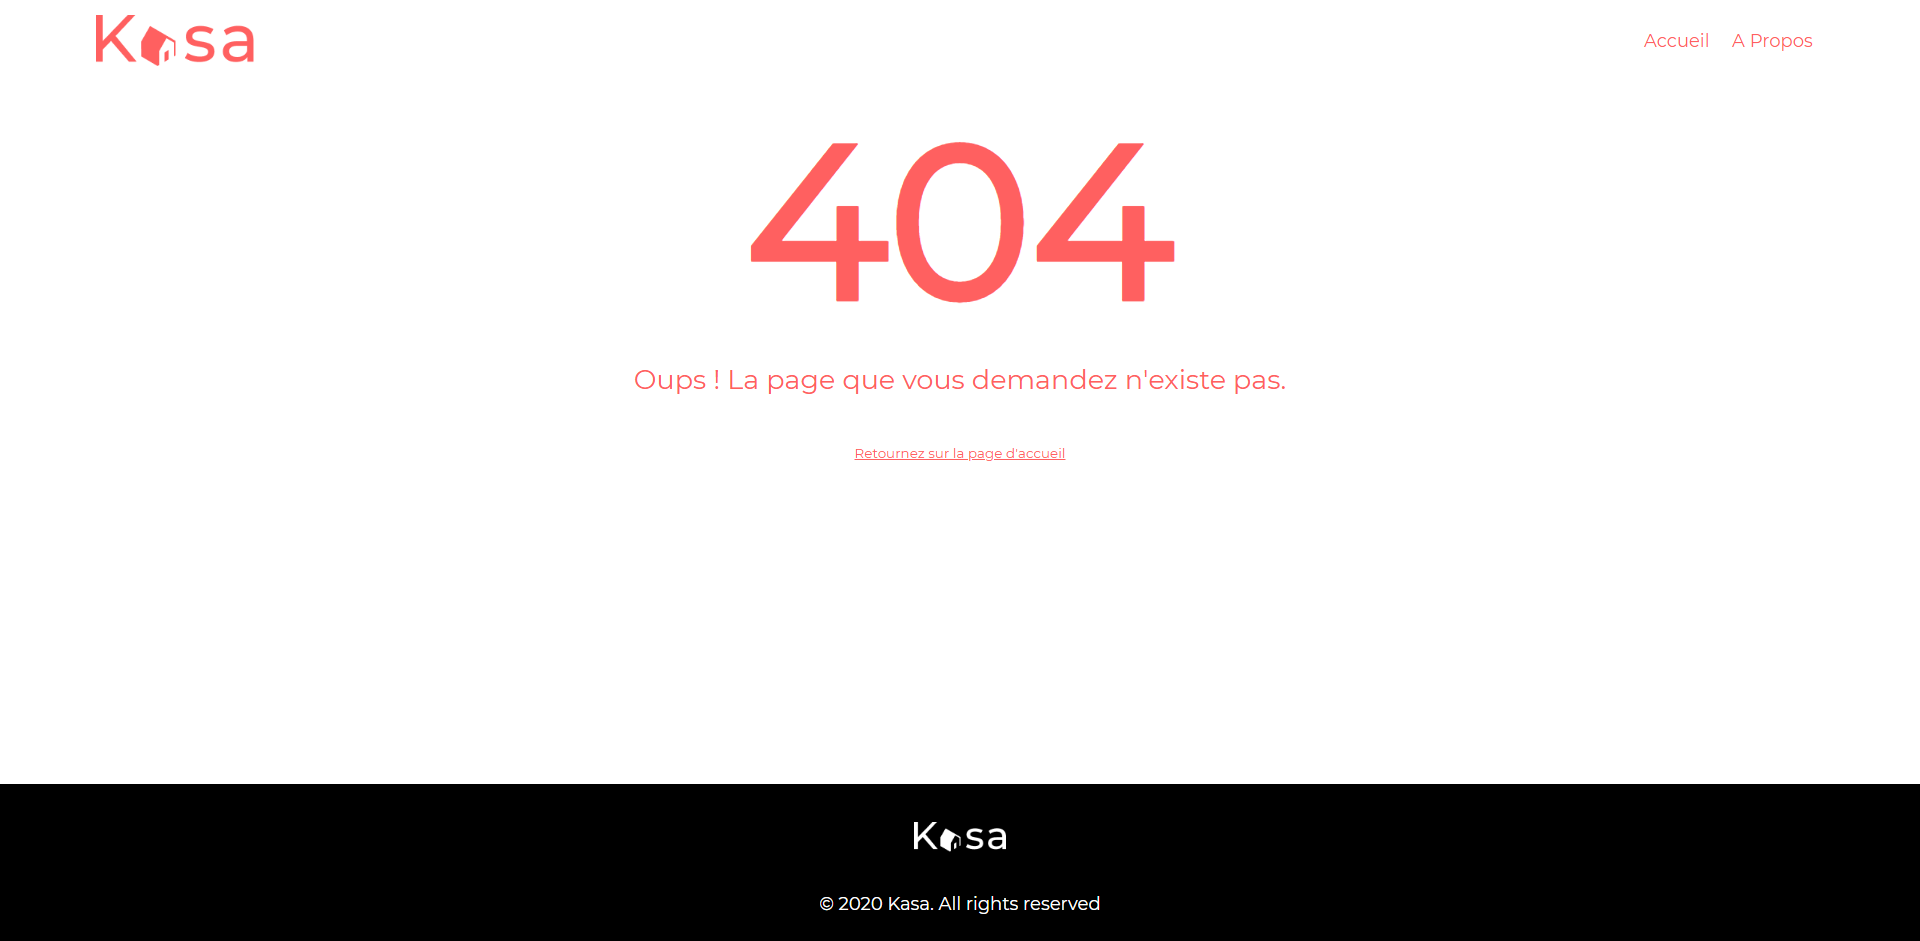 Kasa
Accueil
A Propos
404
Oups ! La page que vous demandez n'existe pas.
Retournez sur la page d'accueil
Kasa
© 2020 Kasa. All rights reserved